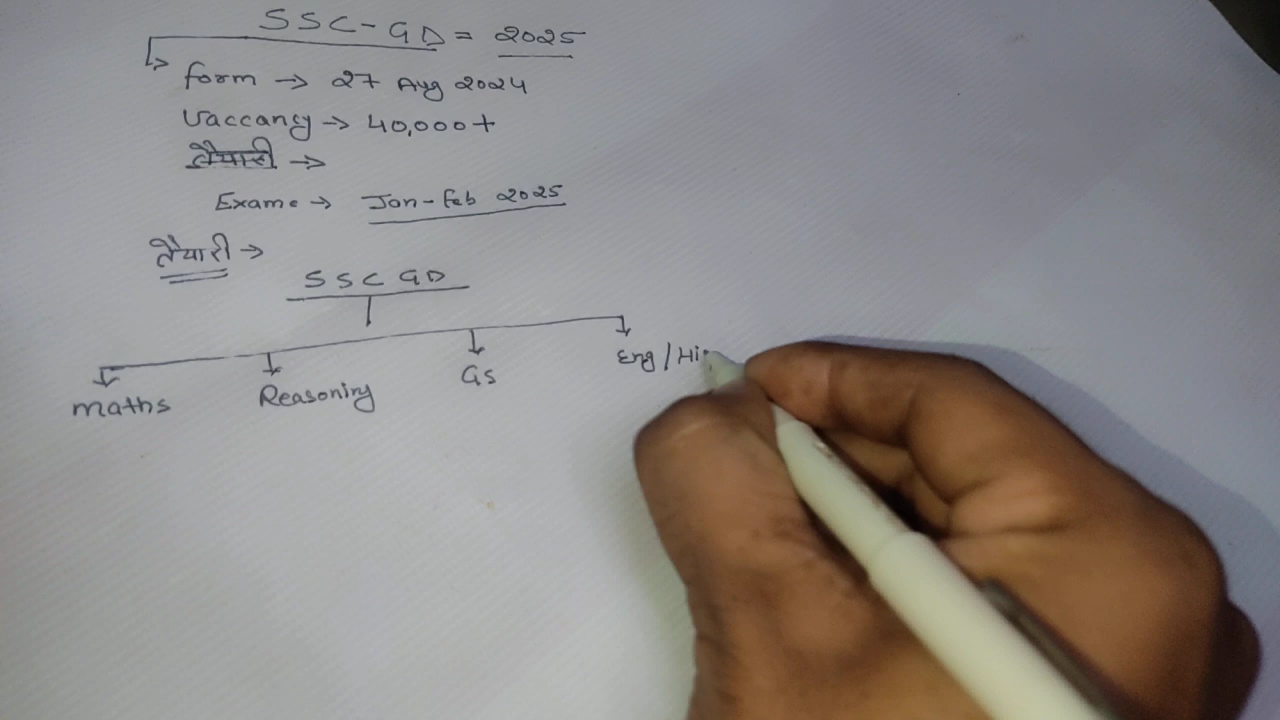 SSC-GD = 2025
form → 27 Aug 2024
Vaccancy → 40,000+
तैयारी →
Exame → Jan-Feb 2025
तैयारी →
SSC GD
maths Reasoning GS Eng/Hi